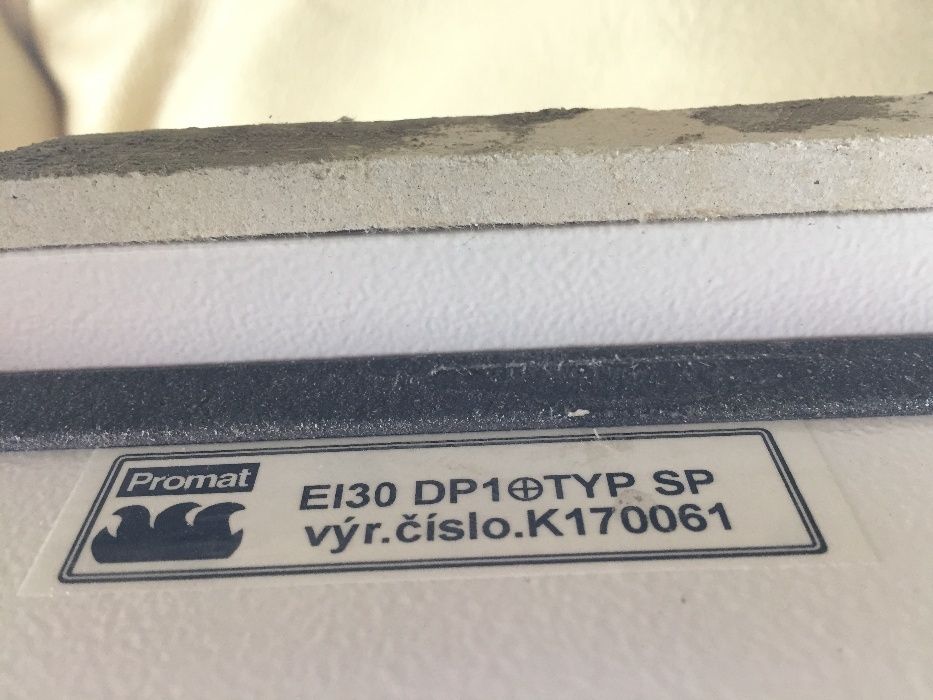 Promat
EI30 DP1⊕TYP SP
výr.číslo.K170061